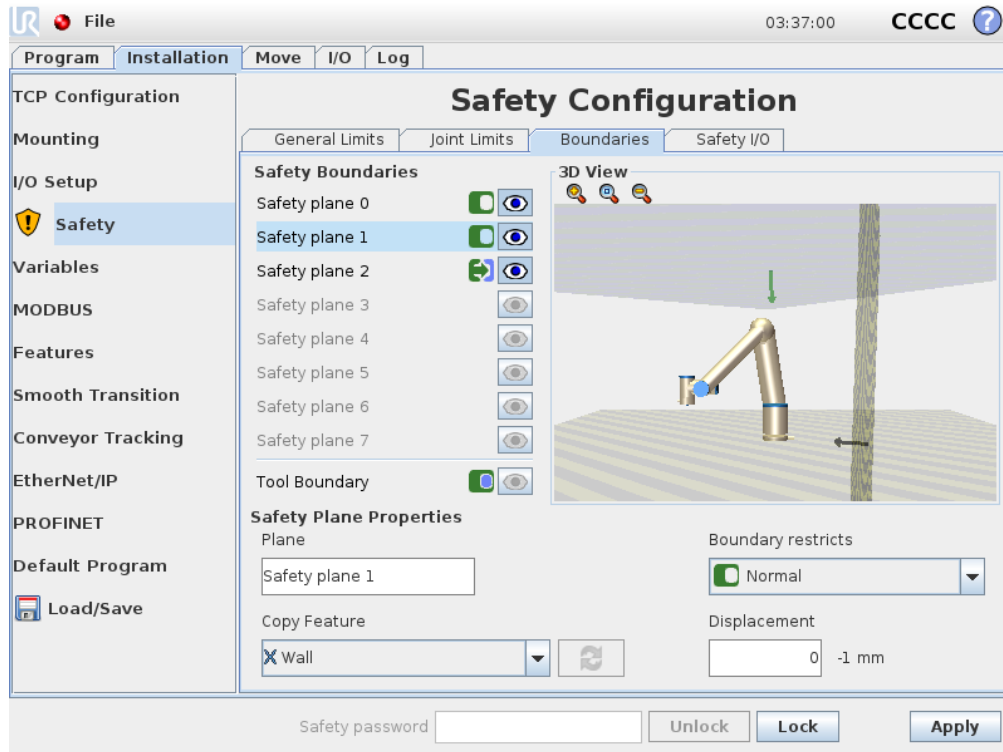 UR File 03:37:00 CCCC ?
Program Installation Move I/O Log
TCP Configuration
Mounting
I/O Setup
Safety
Variables
MODBUS
Features
Smooth Transition
Conveyor Tracking
EtherNet/IP
PROFINET
Default Program
Load/Save
Safety Configuration
General Limits Joint Limits Boundaries Safety I/O
Safety Boundaries
Safety plane 0
Safety plane 1
Safety plane 2
Safety plane 3
Safety plane 4
Safety plane 5
Safety plane 6
Safety plane 7
Tool Boundary
3D View
Safety Plane Properties
Plane
Safety plane 1
Boundary restricts
Normal
Copy Feature
Wall
Displacement
0 -1 mm
Safety password Unlock Lock Apply